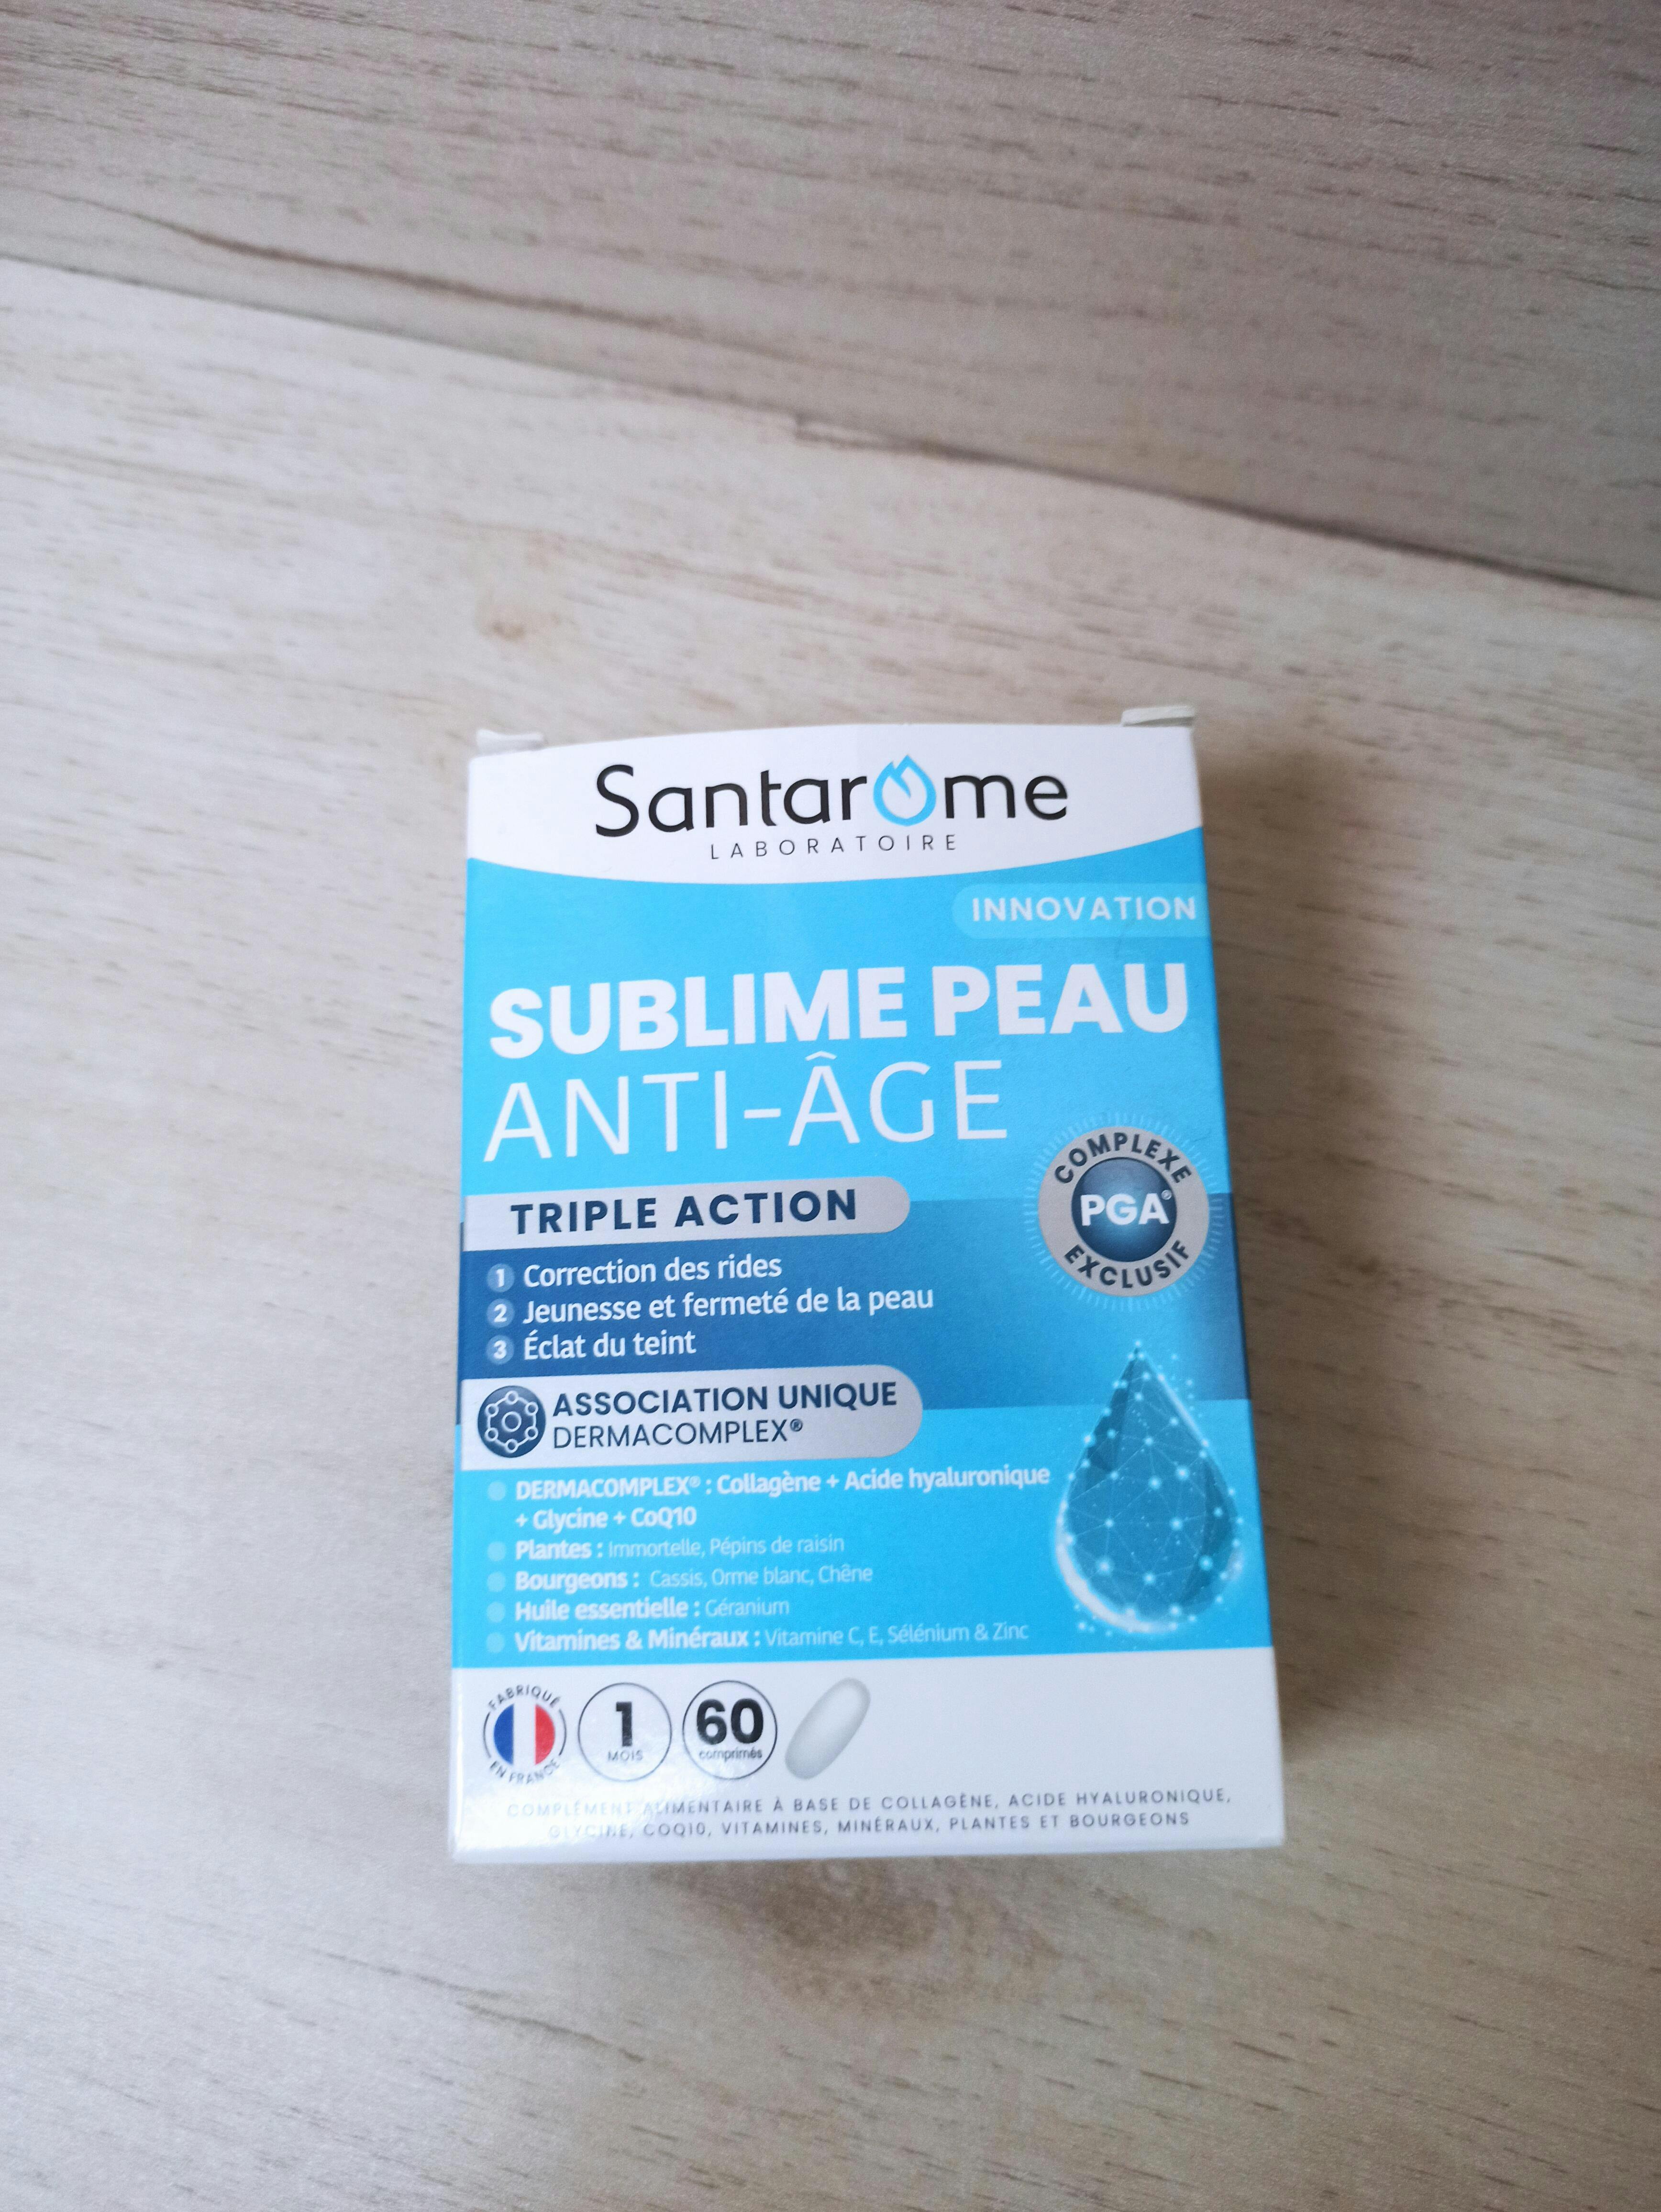 Santarome
LABORATOIRE
INNOVATION
SUBLIME PEAU
ANTI-ÂGE
COMPLEXE
PGA®
EXCLUSIF
TRIPLE ACTION
1 Correction des rides
2 Jeunesse et fermeté de la peau
3 Éclat du teint
ASSOCIATION UNIQUE
DERMACOMPLEX®
DERMACOMPLEX® : Collagène + Acide hyaluronique
+ Glycine + CoQ10
Plantes : Immortelle, Pépins de raisin
Bourgeons : Cassis, Orme blanc, Chêne
Huile essentielle : Géranium
Vitamines & Minéraux : Vitamine C, E, Sélénium & Zinc
FABRIQUÉ
EN FRANCE
1
MOIS
60
comprimés
COMPLÉMENT ALIMENTAIRE À BASE DE COLLAGÈNE, ACIDE HYALURONIQUE,
GLYCINE, COQ10, VITAMINES, MINÉRAUX, PLANTES ET BOURGEONS